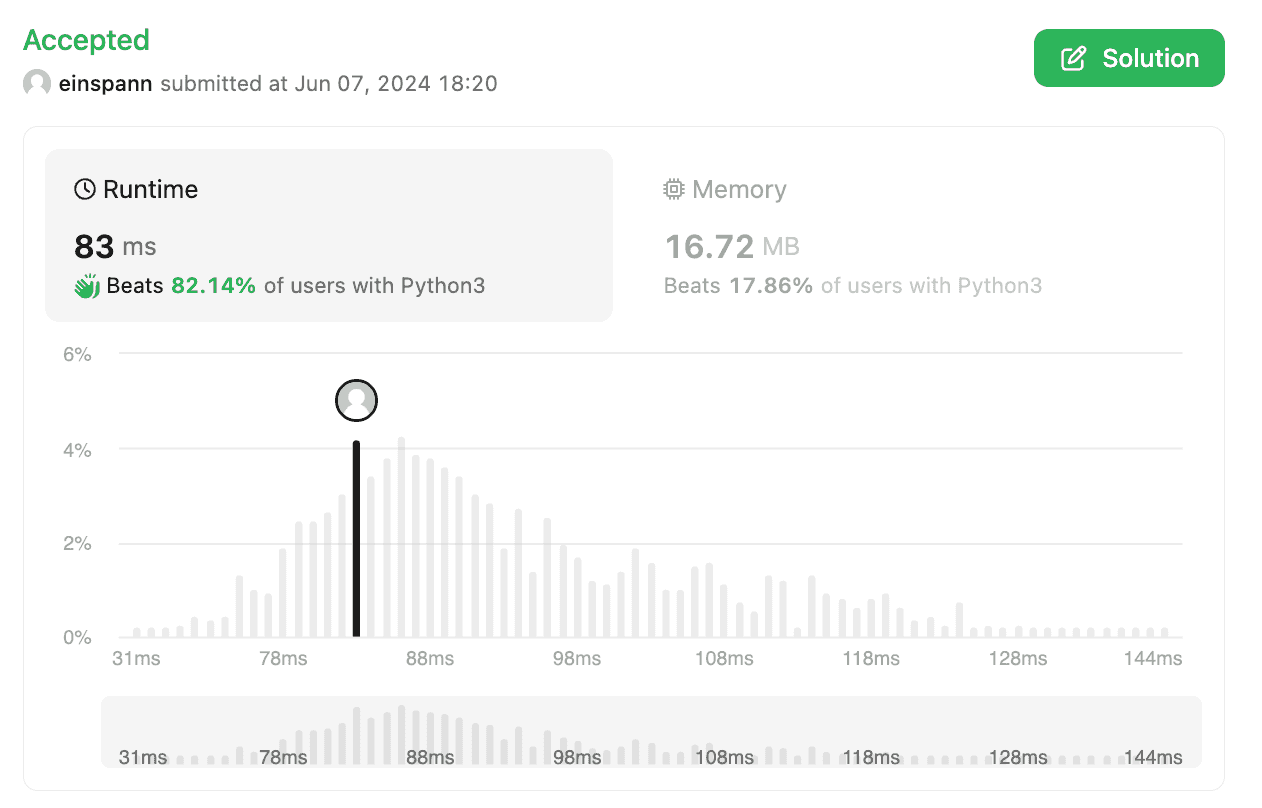 Accepted
Solution
einspann submitted at Jun 07, 2024 18:20
Runtime
83 ms
Beats 82.14% of users with Python3
Memory
16.72 MB
Beats 17.86% of users with Python3
6%
4%
2%
0%
31ms 78ms 88ms 98ms 108ms 118ms 128ms 144ms
31ms 78ms 88ms 98ms 108ms 118ms 128ms 144ms